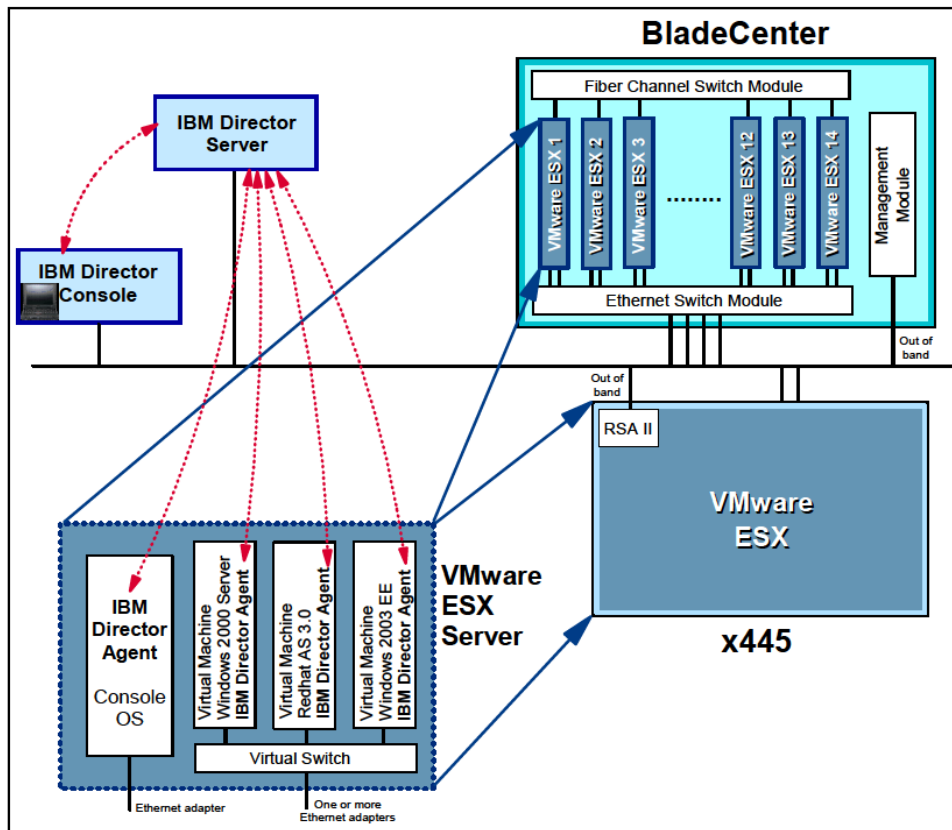 BladeCenter
Fiber Channel Switch Module
VMware ESX 1
VMware ESX 2
VMware ESX 3
........
VMware ESX 12
VMware ESX 13
VMware ESX 14
Management
Module
Ethernet Switch Module
Out of
band
IBM Director
Server
IBM Director
Console
Out of
band
RSA II
VMware
ESX
x445
VMware
ESX
Server
IBM
Director
Agent
Console
OS
Virtual Machine
Windows 2000 Server
IBM Director Agent
Virtual Machine
Redhat AS 3.0
IBM Director Agent
Virtual Machine
Windows 2003 EE
IBM Director Agent
Virtual Switch
Ethernet adapter
One or more
Ethernet adapters